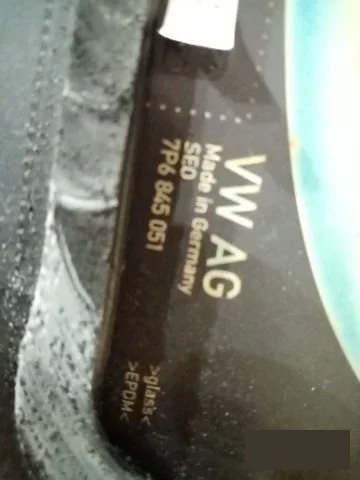 VW AG
Made in Germany
SEO
7P6 845 051
>glass<
>EPDM<